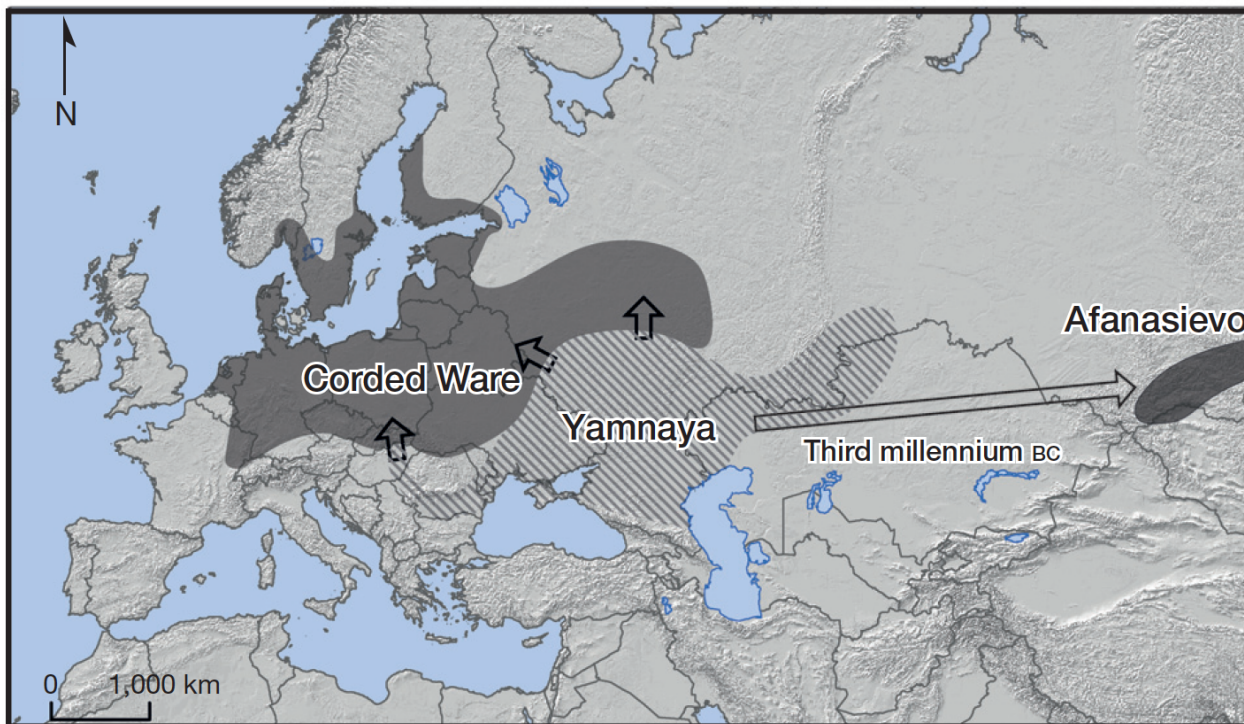 N
Afanasievo
Corded Ware
Yamnaya
Third millennium BC
0 1,000 km